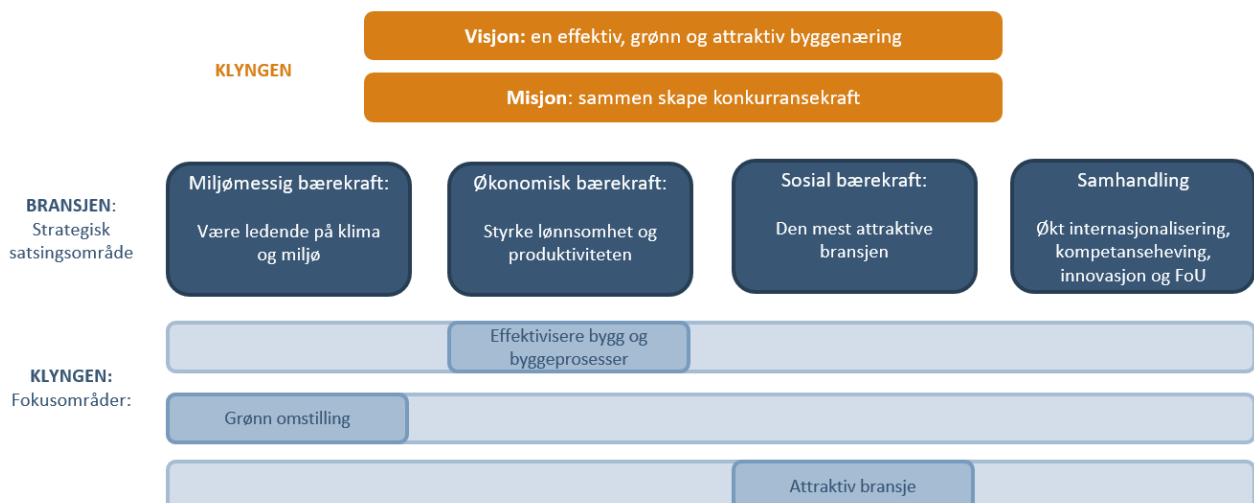 Visjon: en effektiv, grønn og attraktiv byggenæring
KLYNGEN
Misjon: sammen skape konkurransekraft
BRANSJEN:
Strategisk
satsingsområde
Miljømessig bærekraft:
Være ledende på klima
og miljø
Økonomisk bærekraft:
Styrke lønnsomhet og
produktiviteten
Sosial bærekraft:
Den mest attraktive
bransjen
Samhandling
Økt internasjonalisering,
kompetanseheving,
innovasjon og FoU
KLYNGEN:
Fokusområder:
Effektivisere bygg og
byggeprosesser
Grønn omstilling
Attraktiv bransje